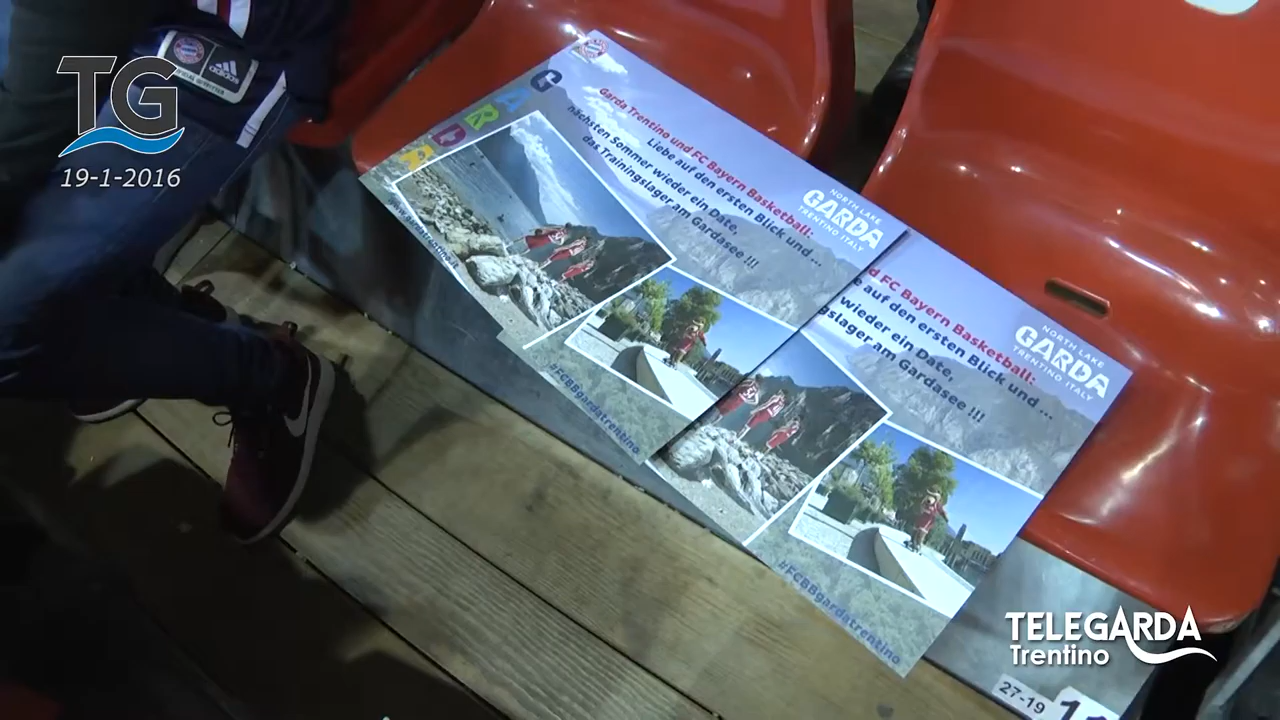 TG
19-1-2016
adidas
G
A
R
D
A
Garda Trentino und FC Bayern Basketball:
Liebe auf den ersten Blick und ...
nächsten Sommer wieder ein Date,
das Trainingslager am Gardasee !!!
NORTH LAKE
GARDA
TRENTINO ITALY
#FCBBgardatrentino
d FC Bayern Basketball:
e auf den ersten Blick und ...
wieder ein Date,
gslager am Gardasee !!!
NORTH LAKE
GARDA
TRENTINO ITALY
#FCBBgardatrentino
TELEGARDA
Trentino
27-19